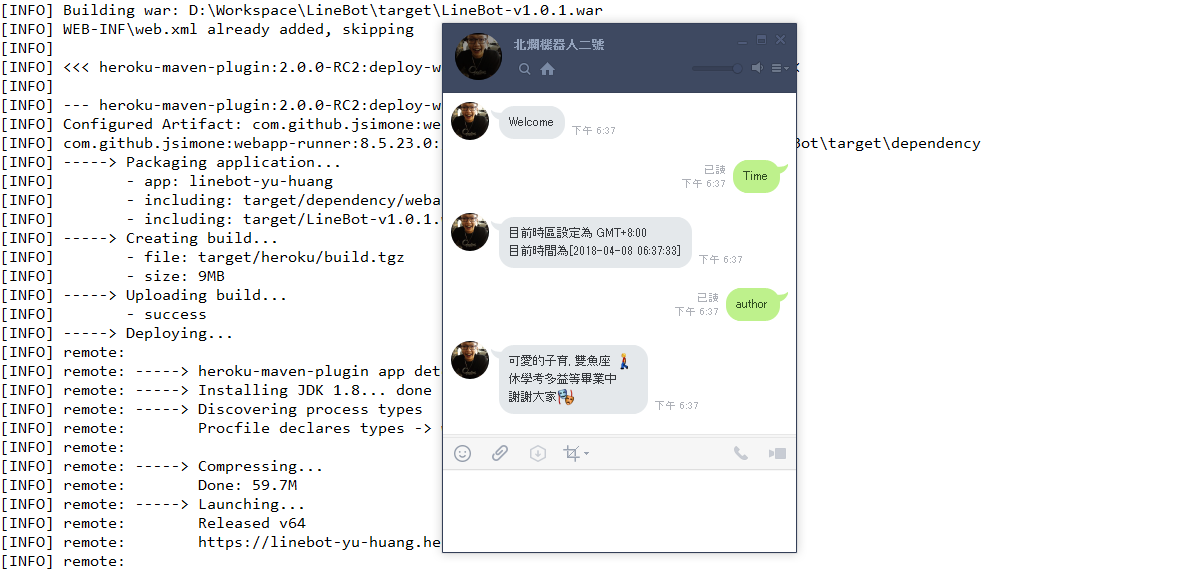 [INFO] Building war: D:\Workspace\LineBot\target\LineBot-v1.0.1.war
[INFO] WEB-INF\web.xml already added, skipping
[INFO]
[INFO] <<< heroku-maven-plugin:2.0.0-RC2:deploy-w
[INFO]
[INFO] --- heroku-maven-plugin:2.0.0-RC2:deploy-w
[INFO] Configured Artifact: com.github.jsimone:we
[INFO] com.github.jsimone:webapp-runner:8.5.23.0: Bot\target\dependency
[INFO] -----> Packaging application...
[INFO]        - app: linebot-yu-huang
[INFO]        - including: target/dependency/weba
[INFO]        - including: target/LineBot-v1.0.1.
[INFO] -----> Creating build...
[INFO]        - file: target/heroku/build.tgz
[INFO]        - size: 9MB
[INFO] -----> Uploading build...
[INFO]        - success
[INFO] -----> Deploying...
[INFO] remote:
[INFO] remote: -----> heroku-maven-plugin app det
[INFO] remote: -----> Installing JDK 1.8... done
[INFO] remote: -----> Discovering process types
[INFO] remote:        Procfile declares types ->
[INFO] remote:
[INFO] remote: -----> Compressing...
[INFO] remote:        Done: 59.7M
[INFO] remote: -----> Launching...
[INFO] remote:        Released v64
[INFO] remote:        https://linebot-yu-huang.he
[INFO] remote:
北爛機器人二號
Welcome
下午 6:37
已讀
下午 6:37
Time
目前時區設定為 GMT+8:00
目前時間為[2018-04-08 06:37:33]
下午 6:37
已讀
下午 6:37
author
可愛的子育, 雙魚座
休學考多益等畢業中
謝謝大家
下午 6:37